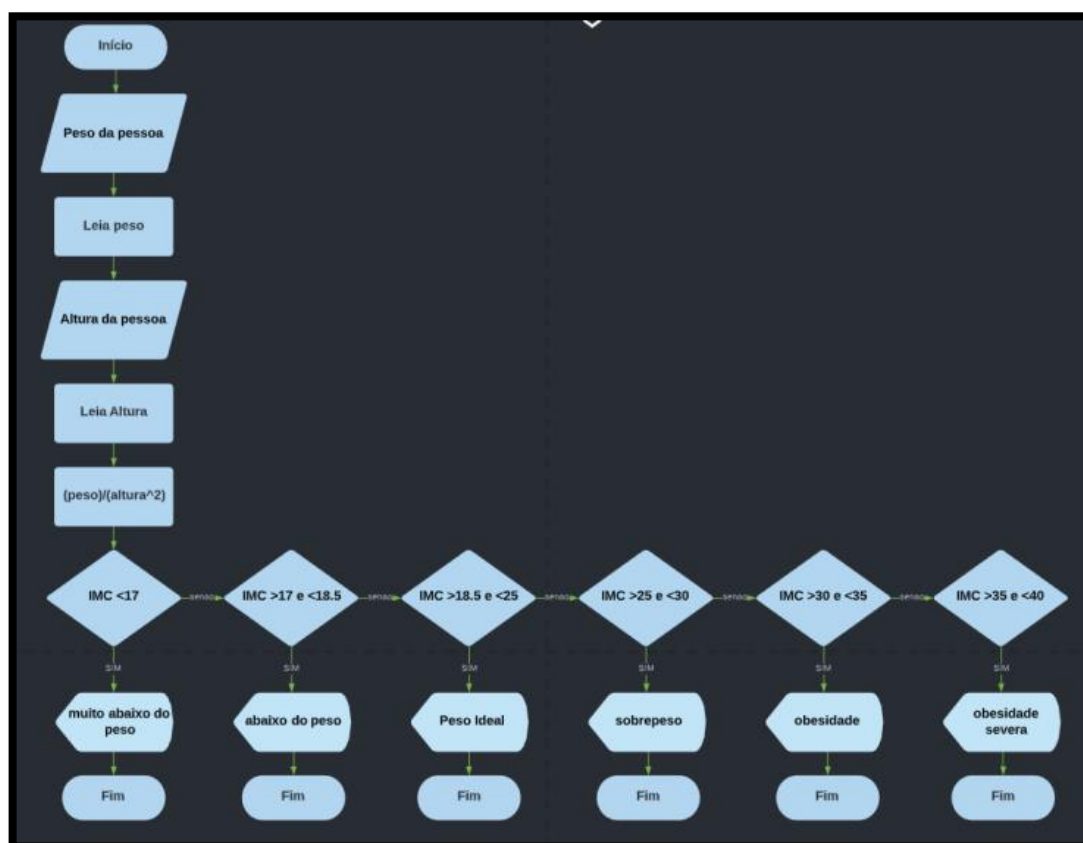 Início
Peso da pessoa
Leia peso
Altura da pessoa
Leia Altura
(peso)/(altura^2)
IMC <17
senao
IMC >17 e <18.5
senao
IMC >18.5 e <25
senao
IMC >25 e <30
senao
IMC >30 e <35
senao
IMC >35 e <40
SIM
SIM
SIM
SIM
SIM
SIM
muito abaixo do
peso
abaixo do peso
Peso Ideal
sobrepeso
obesidade
obesidade
severa
Fim
Fim
Fim
Fim
Fim
Fim